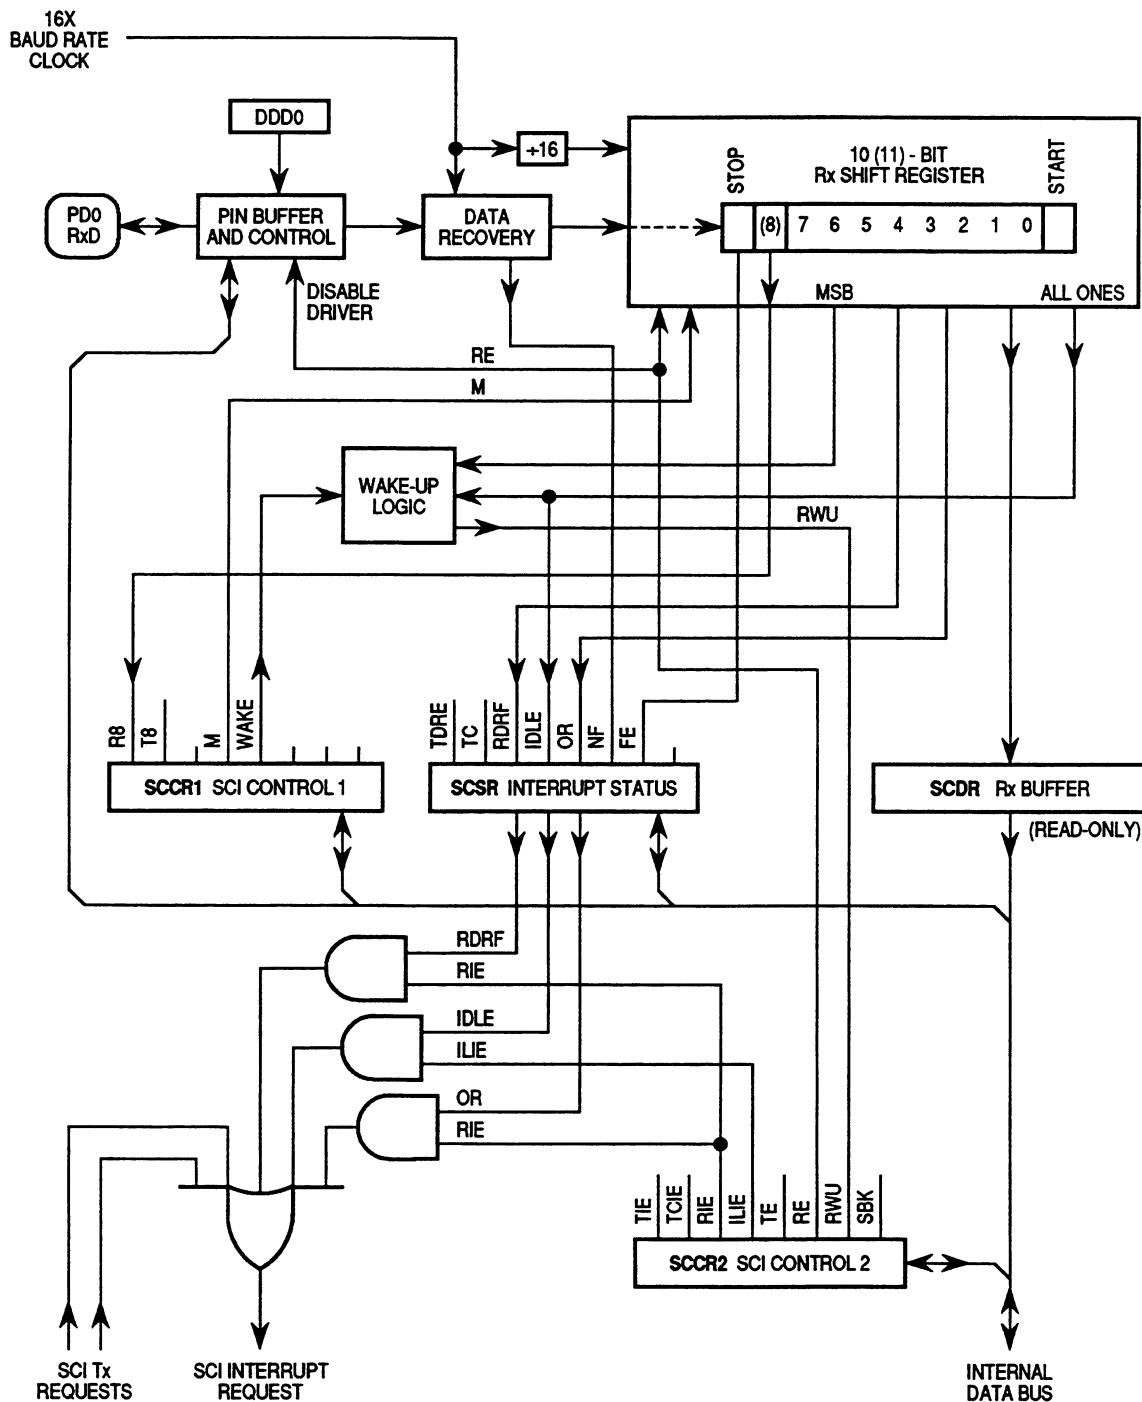 16X
BAUD RATE
CLOCK
DDD0
÷16
10 (11) - BIT
Rx SHIFT REGISTER
STOP
START
PD0
RxD
PIN BUFFER
AND CONTROL
DATA
RECOVERY
(8) 7 6 5 4 3 2 1 0
DISABLE
DRIVER
MSB
ALL ONES
RE
M
WAKE-UP
LOGIC
RWU
R8
T8
M
WAKE
TDRE
TC
RDRF
IDLE
OR
NF
FE
SCCR1 SCI CONTROL 1
SCSR INTERRUPT STATUS
SCDR Rx BUFFER
(READ-ONLY)
RDRF
RIE
IDLE
ILIE
OR
RIE
TIE
TCIE
RIE
ILIE
TE
RE
RWU
SBK
SCCR2 SCI CONTROL 2
SCI Tx
REQUESTS
SCI INTERRUPT
REQUEST
INTERNAL
DATA BUS